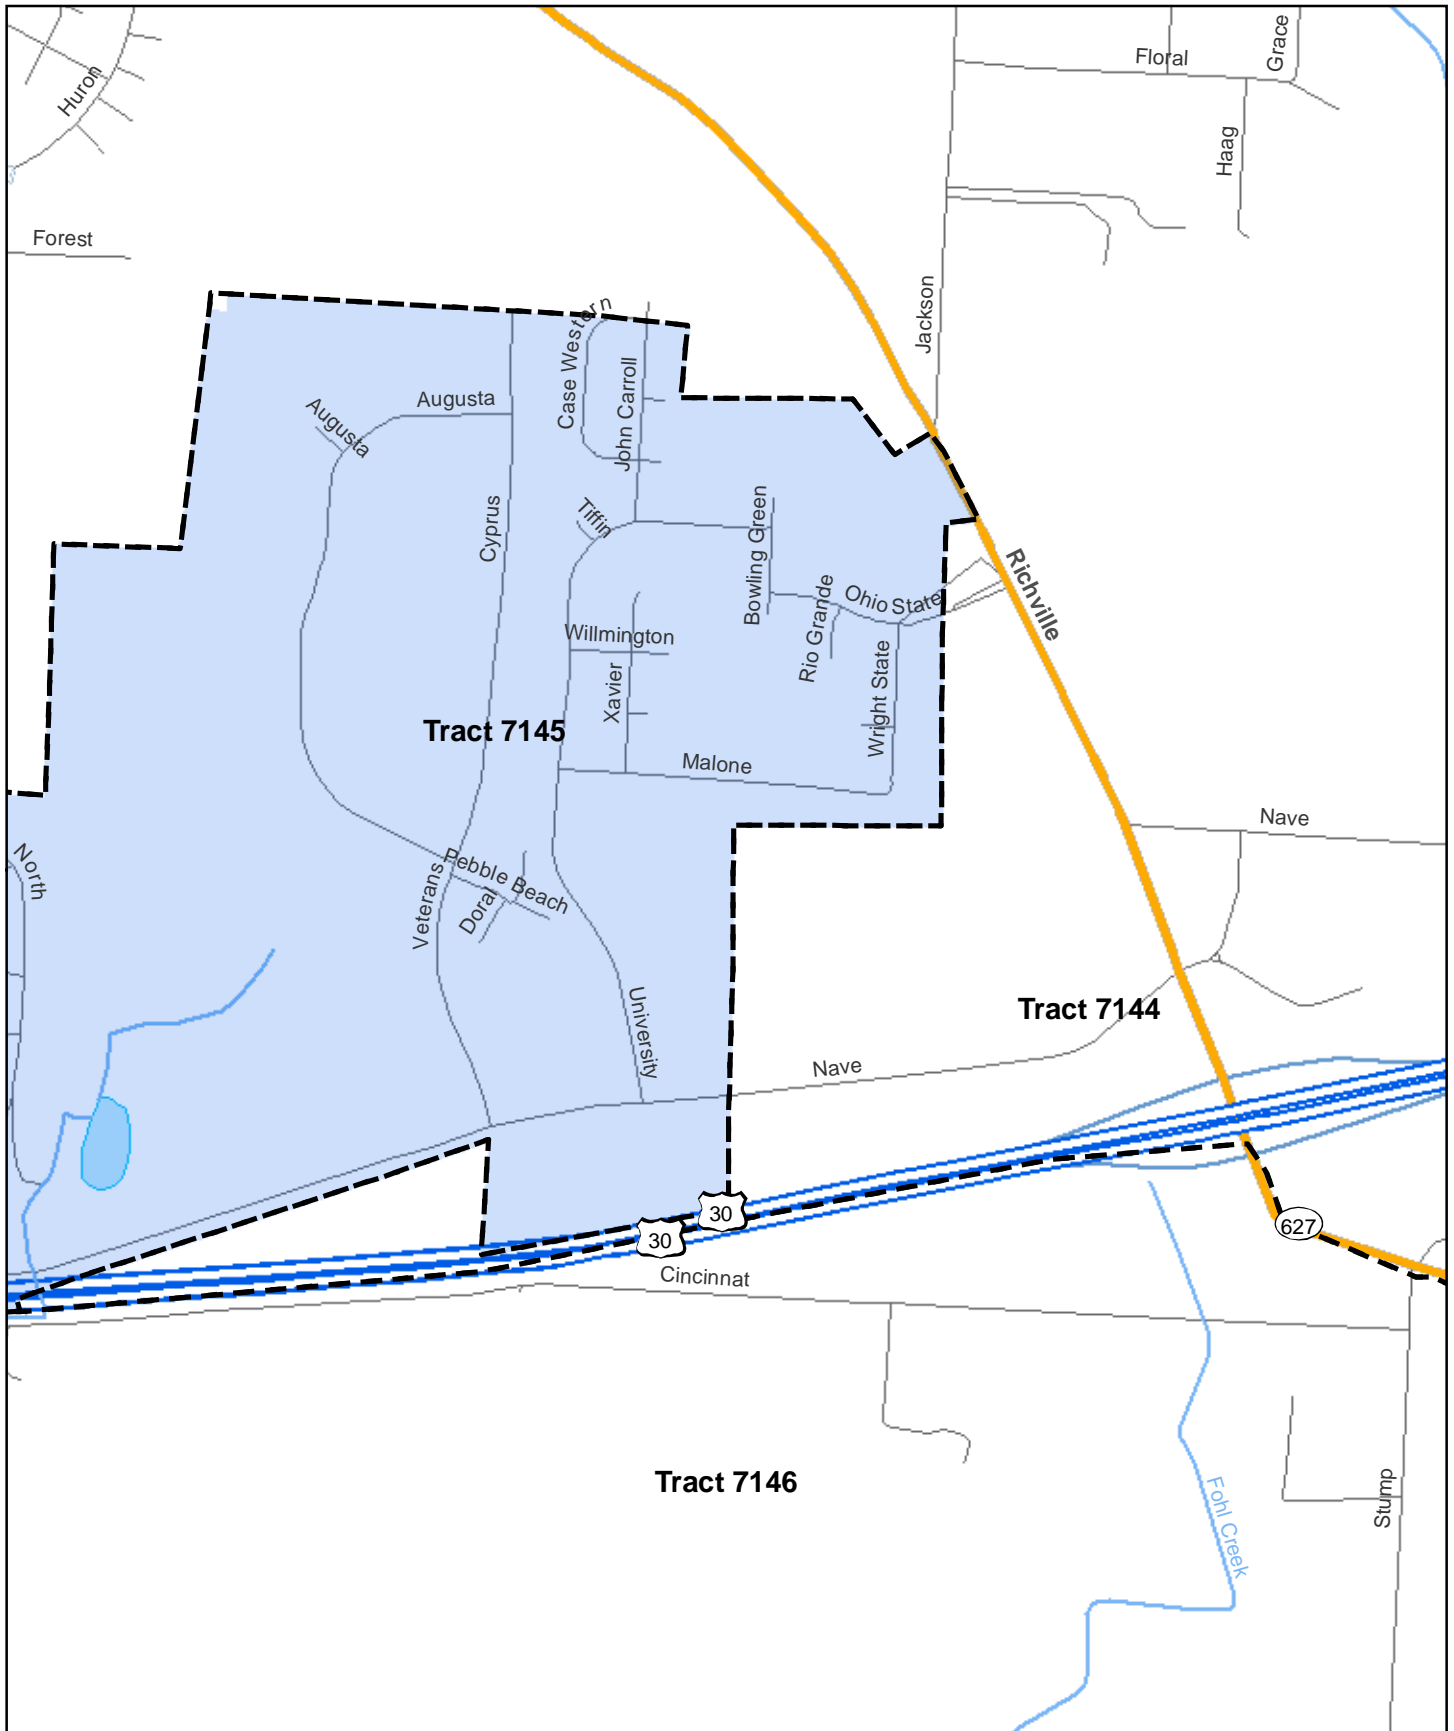 Grace
Floral
Huron
Haag
Forest
Jackson
Case Western
John Carroll
Augusta
Augusta
Cyprus
Tiffin
Bowling Green
Richville
Ohio State
Rio Grande
Willmington
Wright State
Xavier
Tract 7145
Malone
Nave
North
Pebble Beach
Veterans
Doral
University
Tract 7144
Nave
30
30
627
Cincinnat
Tract 7146
Stump
Fohl Creek